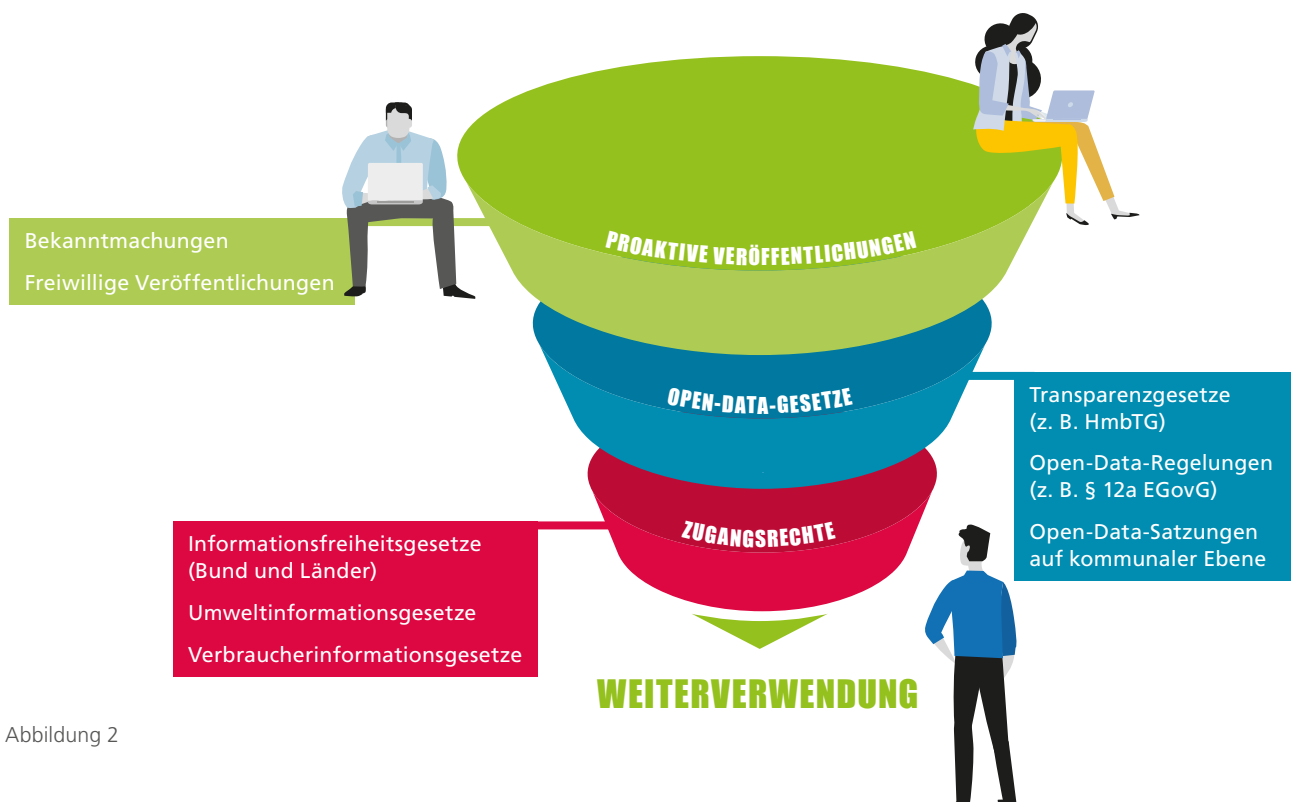 PROAKTIVE VERÖFFENTLICHUNGEN
Bekanntmachungen
Freiwillige Veröffentlichungen
OPEN-DATA-GESETZE
Transparenzgesetze
(z. B. HmbTG)
Open-Data-Regelungen
(z. B. § 12a EGovG)
Open-Data-Satzungen
auf kommunaler Ebene
ZUGANGSRECHTE
Informationsfreiheitsgesetze
(Bund und Länder)
Umweltinformationsgesetze
Verbraucherinformationsgesetze
WEITERVERWENDUNG
Abbildung 2